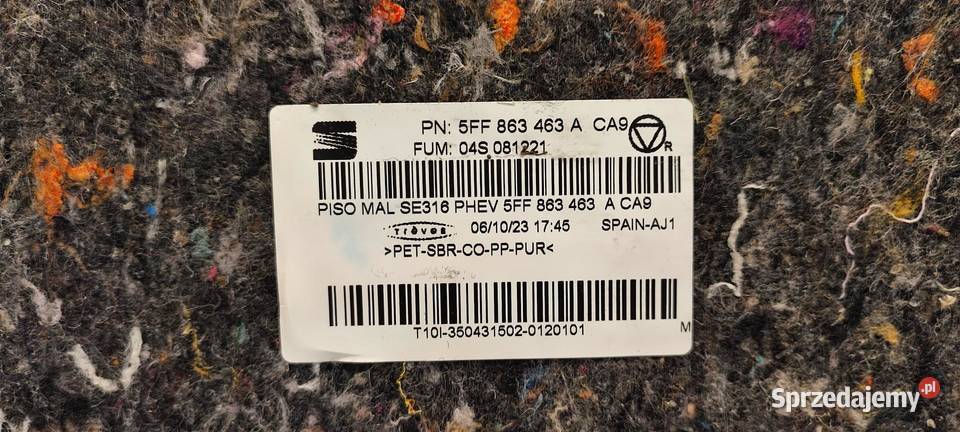 PN: 5FF 863 463 A CA9
R
FUM: 04S 081221
PISO MAL SE316 PHEV 5FF 863 463 A CA9
Trèves 06/10/23 17:45 SPAIN-AJ1
>PET-SBR-CO-PP-PUR<
T10I-350431502-0120101
M
Sprzedajemy.pl